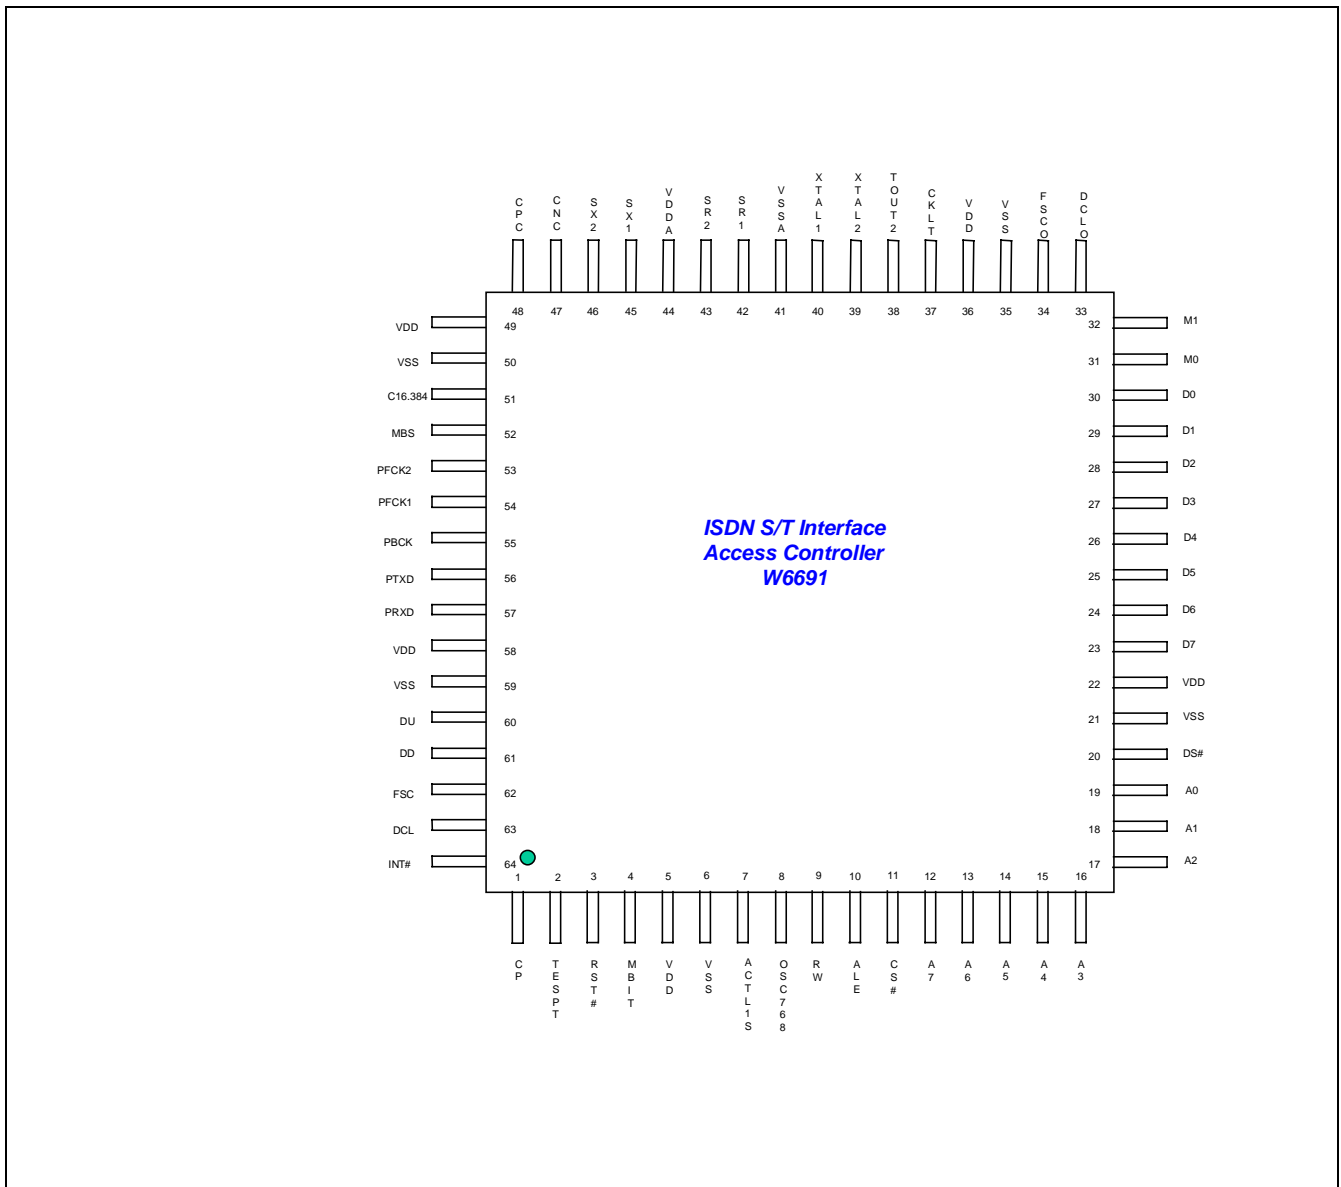 CPC CNC SX2 SX1 VDDA SR2 SR1 VSSA XTAL1 XTAL2 TOUT2 CKLT VDD VSS FSCO DCLO
48 47 46 45 44 43 42 41 40 39 38 37 36 35 34 33
VDD 49 32 M1
VSS 50 31 M0
C16.384 51 30 D0
MBS 52 29 D1
PFCK2 53 28 D2
PFCK1 54 27 D3
ISDN S/T Interface
Access Controller
W6691
PBCK 55 26 D4
PTXD 56 25 D5
PRXD 57 24 D6
VDD 58 23 D7
VSS 59 22 VDD
DU 60 21 VSS
DD 61 20 DS#
FSC 62 19 A0
DCL 63 18 A1
INT# 64 17 A2
1 2 3 4 5 6 7 8 9 10 11 12 13 14 15 16
CP TESPT RST# MBIT VDD VSS ACTL1S OSC768 RW ALE CS# A7 A6 A5 A4 A3